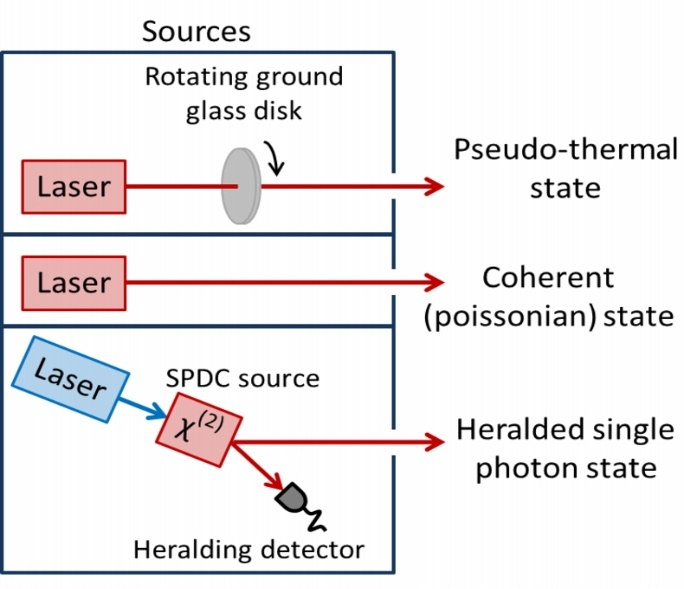 Sources
Rotating ground
glass disk
Laser
Pseudo-thermal
state
Laser
Coherent
(poissonian) state
Laser
SPDC source
χ⁽²⁾
Heralded single
photon state
Heralding detector